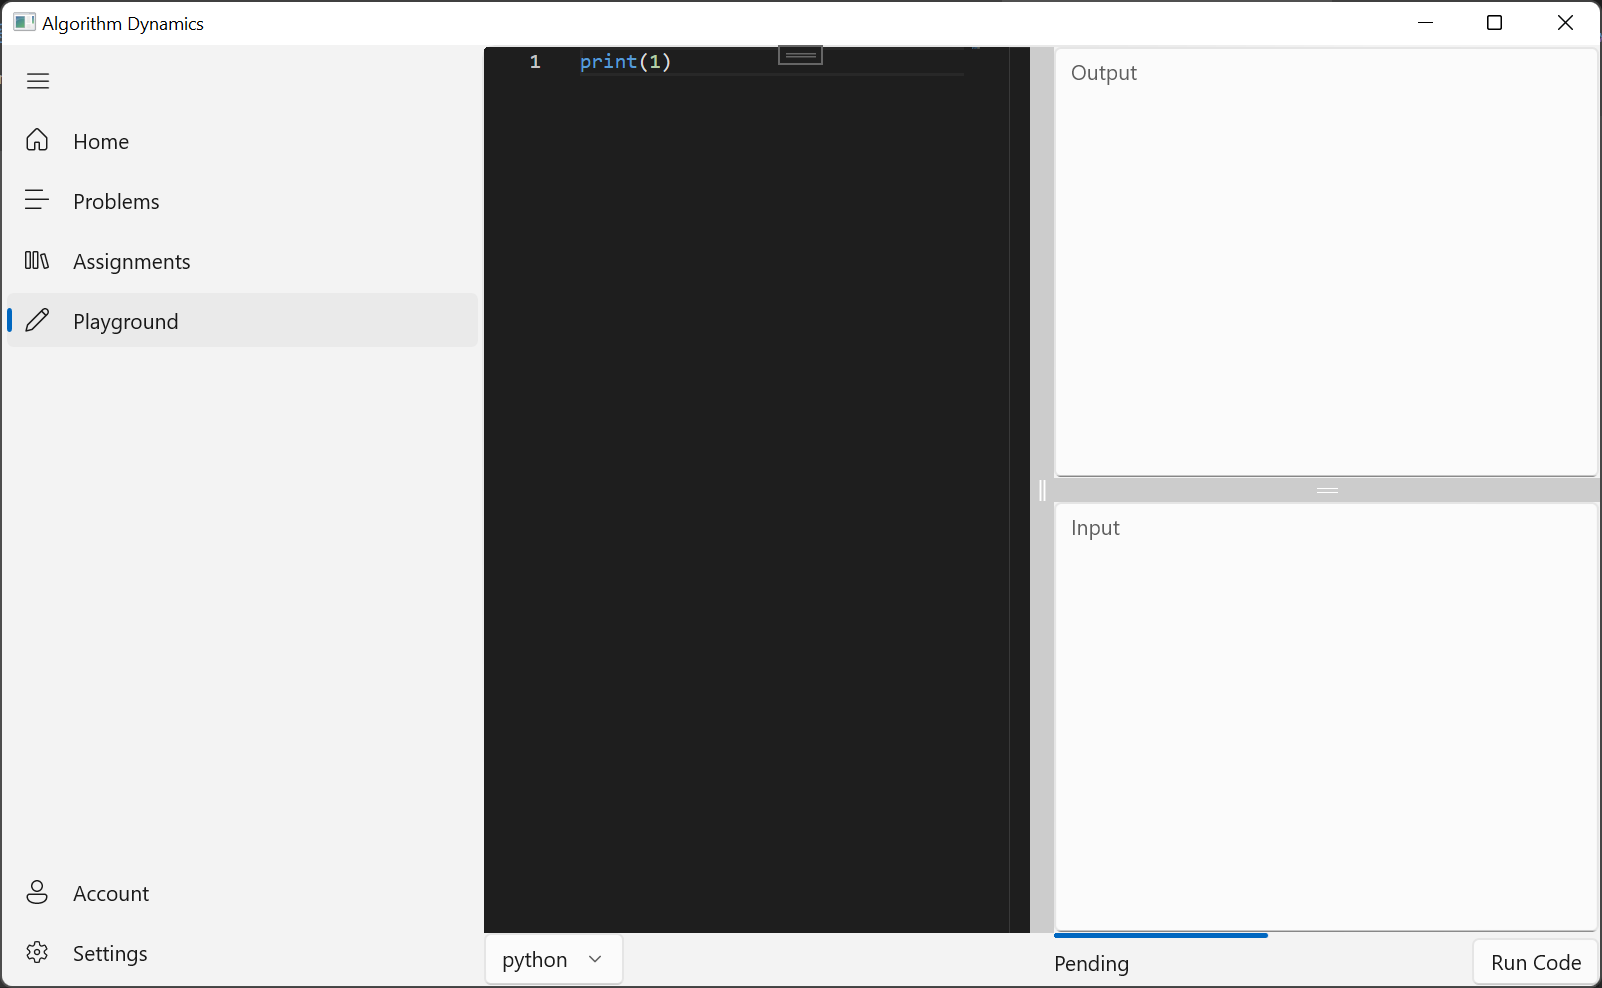 Algorithm Dynamics
Home
Problems
Assignments
Playground
Account
Settings
1 print(1)
python
Output
Input
Pending
Run Code